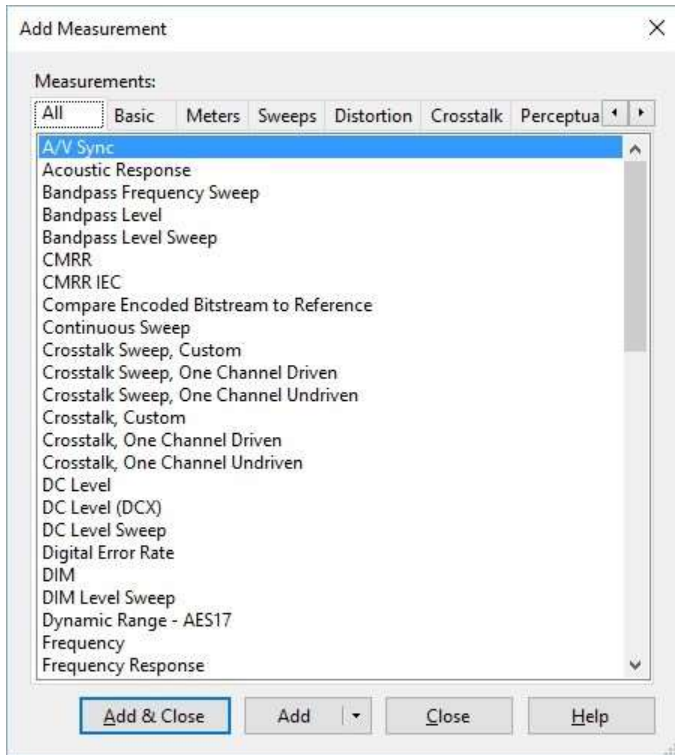 Add Measurement
Measurements:
All Basic Meters Sweeps Distortion Crosstalk Perceptua
A/V Sync
Acoustic Response
Bandpass Frequency Sweep
Bandpass Level
Bandpass Level Sweep
CMRR
CMRR IEC
Compare Encoded Bitstream to Reference
Continuous Sweep
Crosstalk Sweep, Custom
Crosstalk Sweep, One Channel Driven
Crosstalk Sweep, One Channel Undriven
Crosstalk, Custom
Crosstalk, One Channel Driven
Crosstalk, One Channel Undriven
DC Level
DC Level (DCX)
DC Level Sweep
Digital Error Rate
DIM
DIM Level Sweep
Dynamic Range - AES17
Frequency
Frequency Response
Add & Close Add Close Help